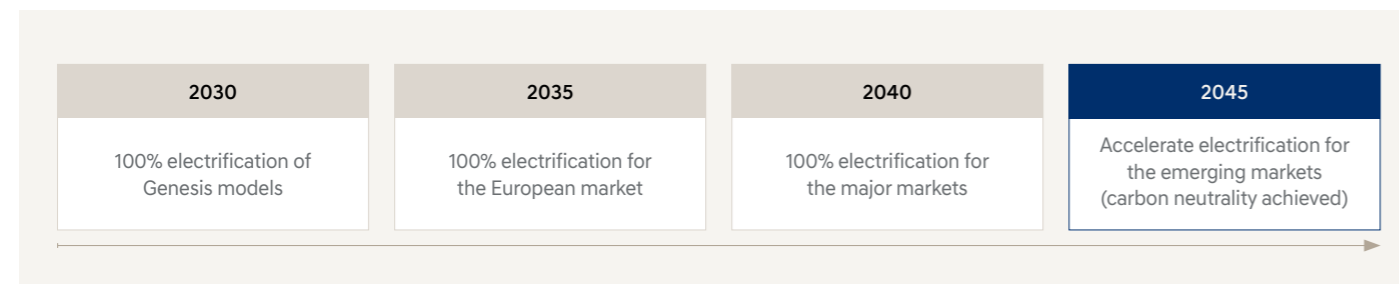 2030
100% electrification of
Genesis models
2035
100% electrification for
the European market
2040
100% electrification for
the major markets
2045
Accelerate electrification for
the emerging markets
(carbon neutrality achieved)